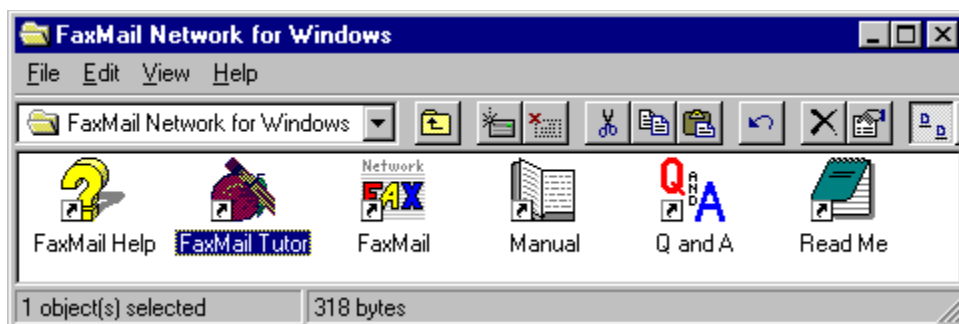 FaxMail Network for Windows
File Edit View Help
FaxMail Network for Windows
Network
FAX
Q AND A
FaxMail Help FaxMail Tutor FaxMail Manual Q and A Read Me
1 object(s) selected 318 bytes